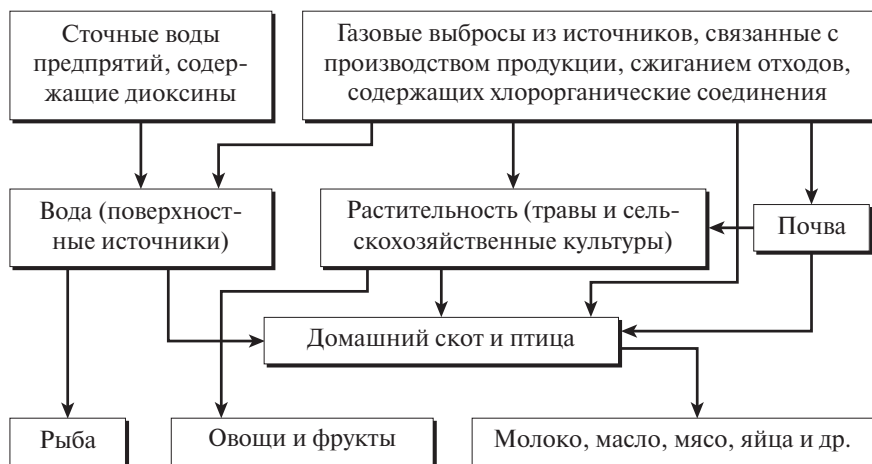 Сточные воды
предпрятий, содер-
жащие диоксины
Газовые выбросы из источников, связанные с
производством продукции, сжиганием отходов,
содержащих хлорорганические соединения
Вода (поверхност-
ные источники)
Растительность (травы и сель-
скохозяйственные культуры)
Почва
Домашний скот и птица
Рыба
Овощи и фрукты
Молоко, масло, мясо, яйца и др.